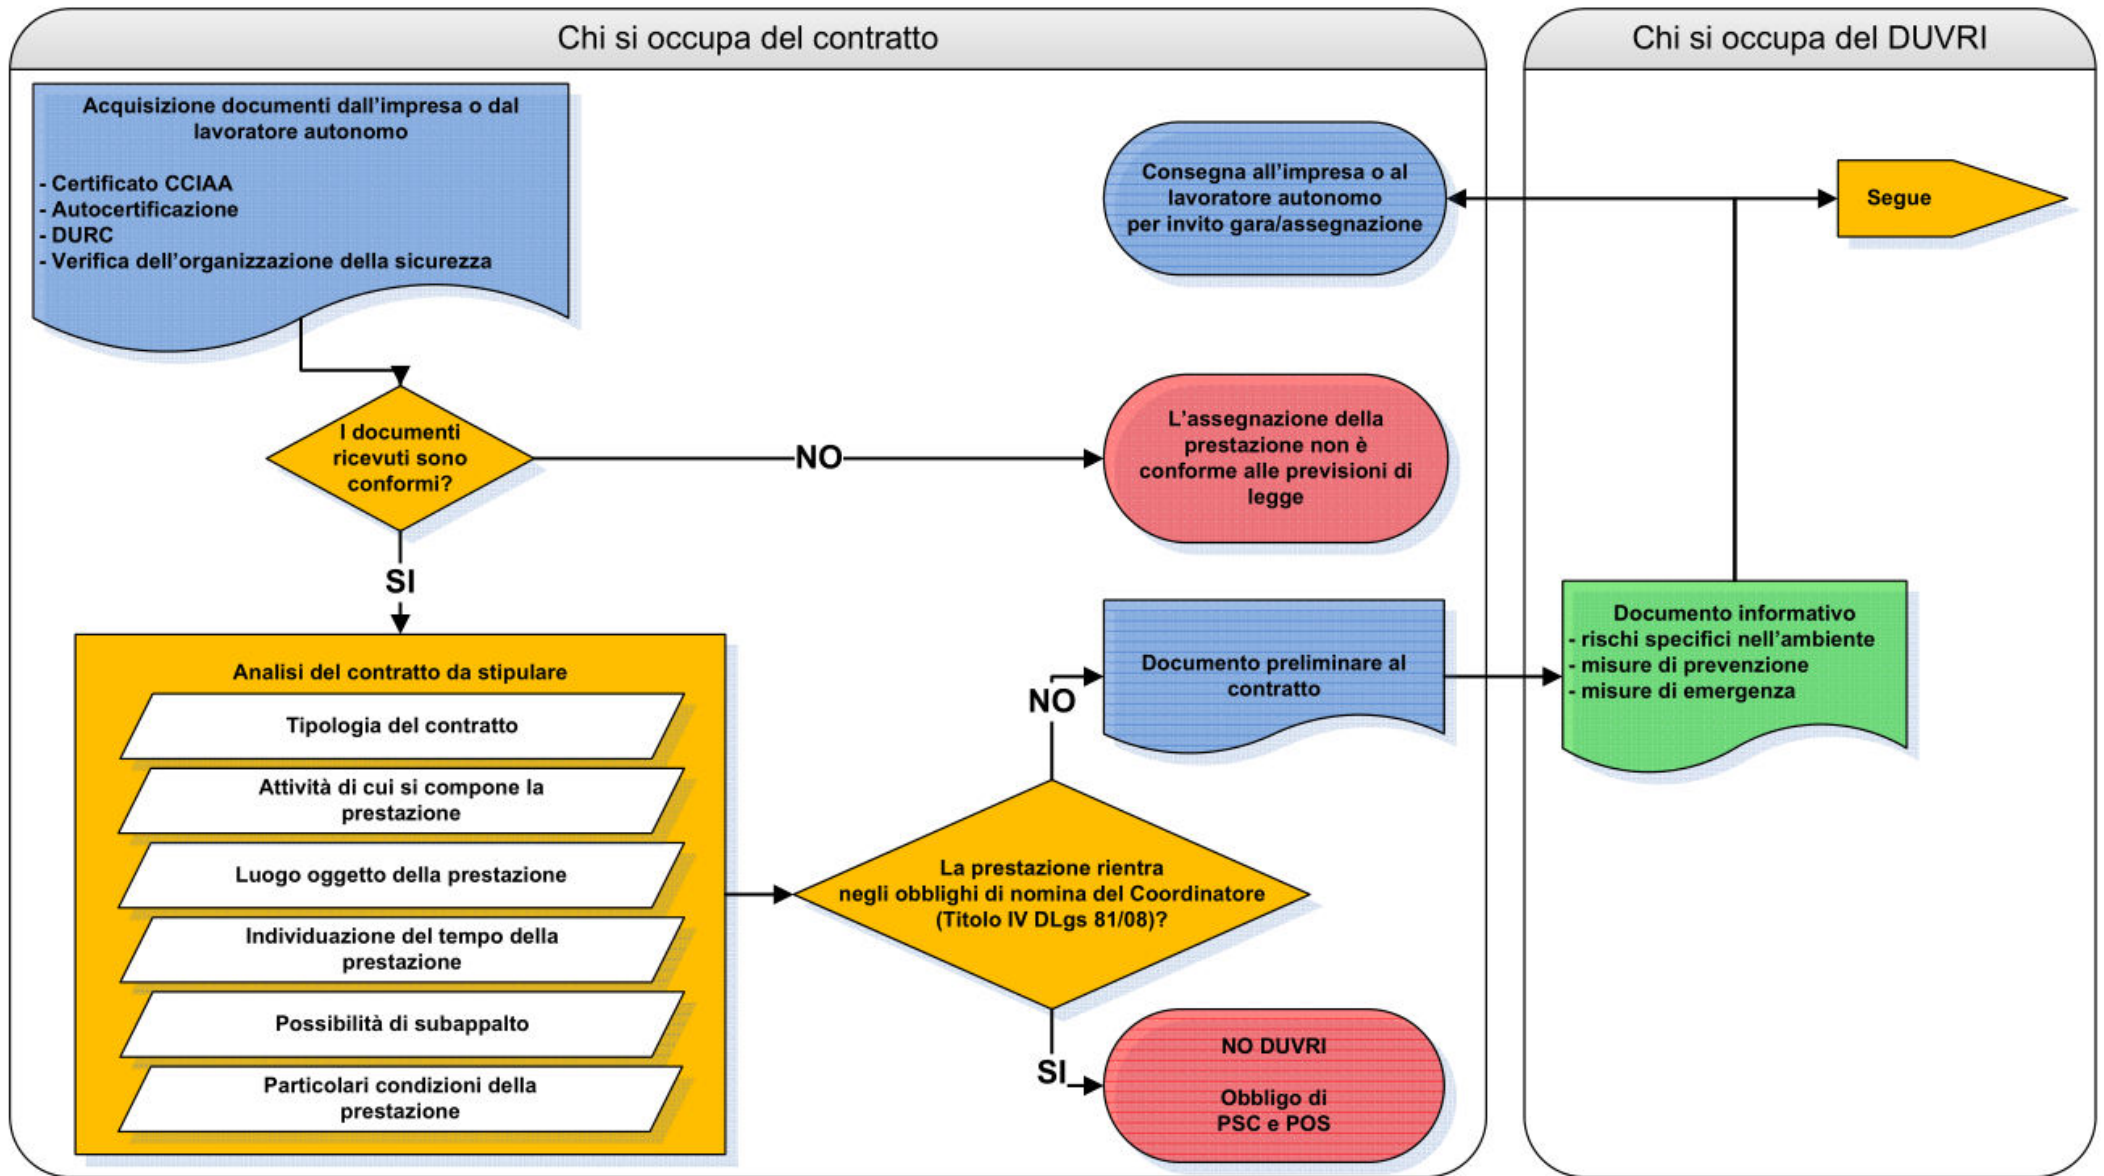 Chi si occupa del contratto
Chi si occupa del DUVRI
Acquisizione documenti dall'impresa o dal
lavoratore autonomo
- Certificato CCIAA
- Autocertificazione
- DURC
- Verifica dell'organizzazione della sicurezza
Consegna all'impresa o al
lavoratore autonomo
per invito gara/assegnazione
Segue
I documenti
ricevuti sono
conformi?
NO
L'assegnazione della
prestazione non è
conforme alle previsioni di
legge
SI
Analisi del contratto da stipulare
Tipologia del contratto
Attività di cui si compone la
prestazione
Luogo oggetto della prestazione
Individuazione del tempo della
prestazione
Possibilità di subappalto
Particolari condizioni della
prestazione
La prestazione rientra
negli obblighi di nomina del Coordinatore
(Titolo IV DLgs 81/08)?
NO
Documento preliminare al
contratto
Documento informativo
- rischi specifici nell'ambiente
- misure di prevenzione
- misure di emergenza
SI
NO DUVRI
Obbligo di
PSC e POS